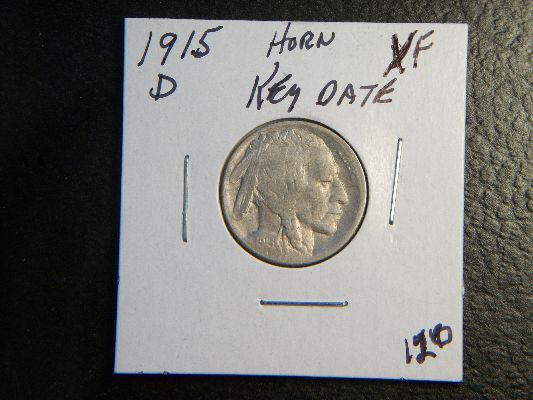 1915 HORN XF
D KEY DATE
120